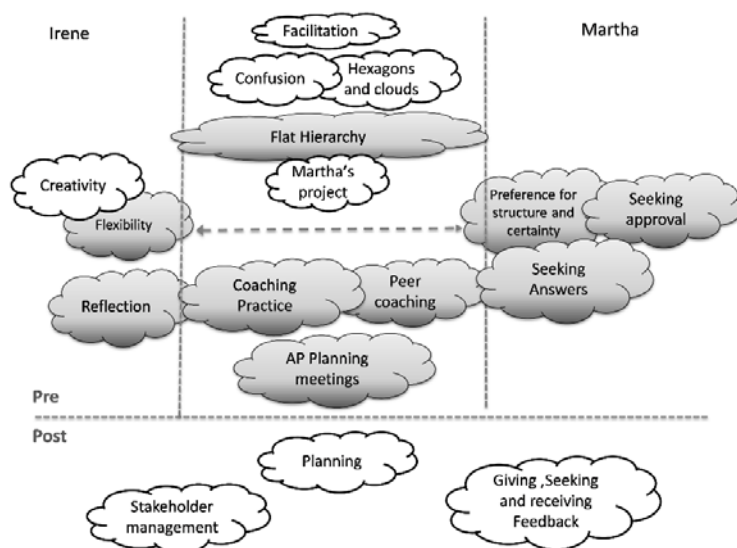 Irene
Martha
Facilitation
Confusion
Hexagons
and clouds
Flat Hierarchy
Martha's
project
Creativity
Flexibility
Preference for
structure and
certainty
Seeking
approval
Reflection
Coaching
Practice
Peer
coaching
Seeking
Answers
AP Planning
meetings
Pre
Post
Planning
Stakeholder
management
Giving ,Seeking
and receiving
Feedback